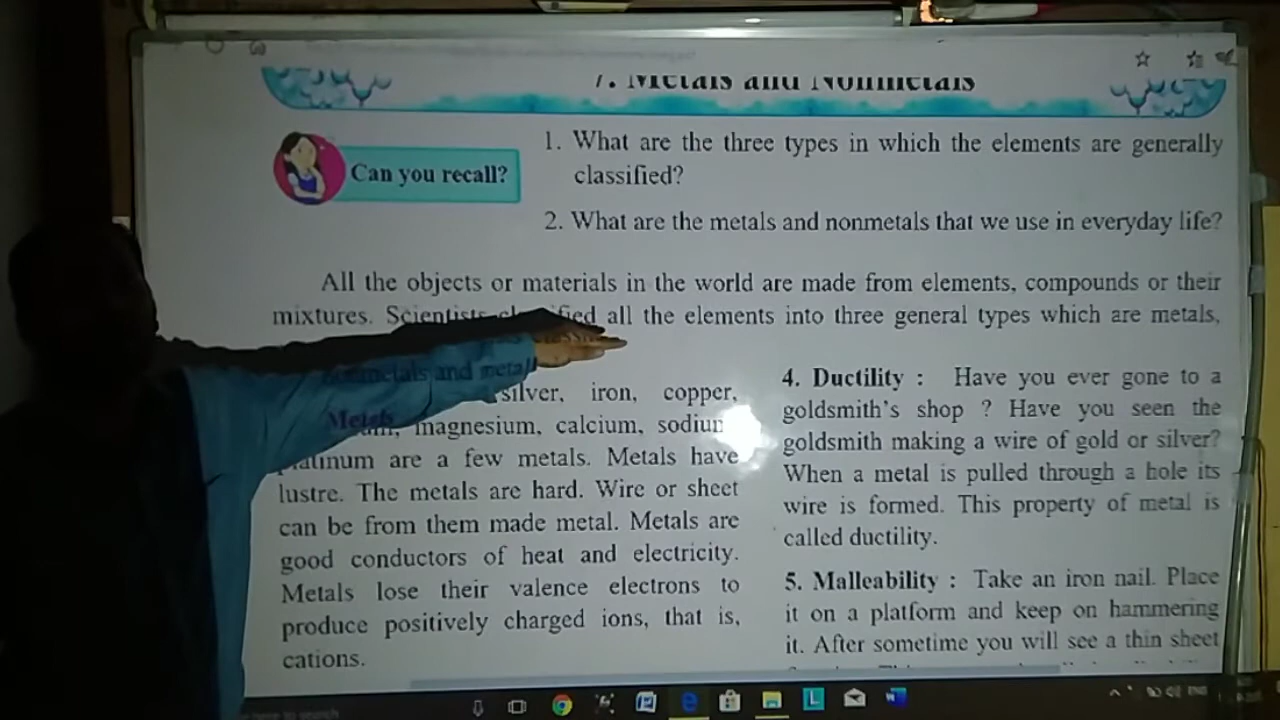 7. Metals and Nonmetals
Can you recall?
1. What are the three types in which the elements are generally
classified?
2. What are the metals and nonmetals that we use in everyday life?
All the objects or materials in the world are made from elements, compounds or their
mixtures. Scientists classified all the elements into three general types which are metals,
nonmetals and metall
Metals
silver, iron, copper,
magnesium, calcium, sodium
platinum are a few metals. Metals have
lustre. The metals are hard. Wire or sheet
can be from them made metal. Metals are
good conductors of heat and electricity.
Metals lose their valence electrons to
produce positively charged ions, that is,
cations.
4. Ductility : Have you ever gone to a
goldsmith's shop ? Have you seen the
goldsmith making a wire of gold or silver?
When a metal is pulled through a hole its
wire is formed. This property of metal is
called ductility.
5. Malleability : Take an iron nail. Place
it on a platform and keep on hammering
it. After sometime you will see a thin sheet